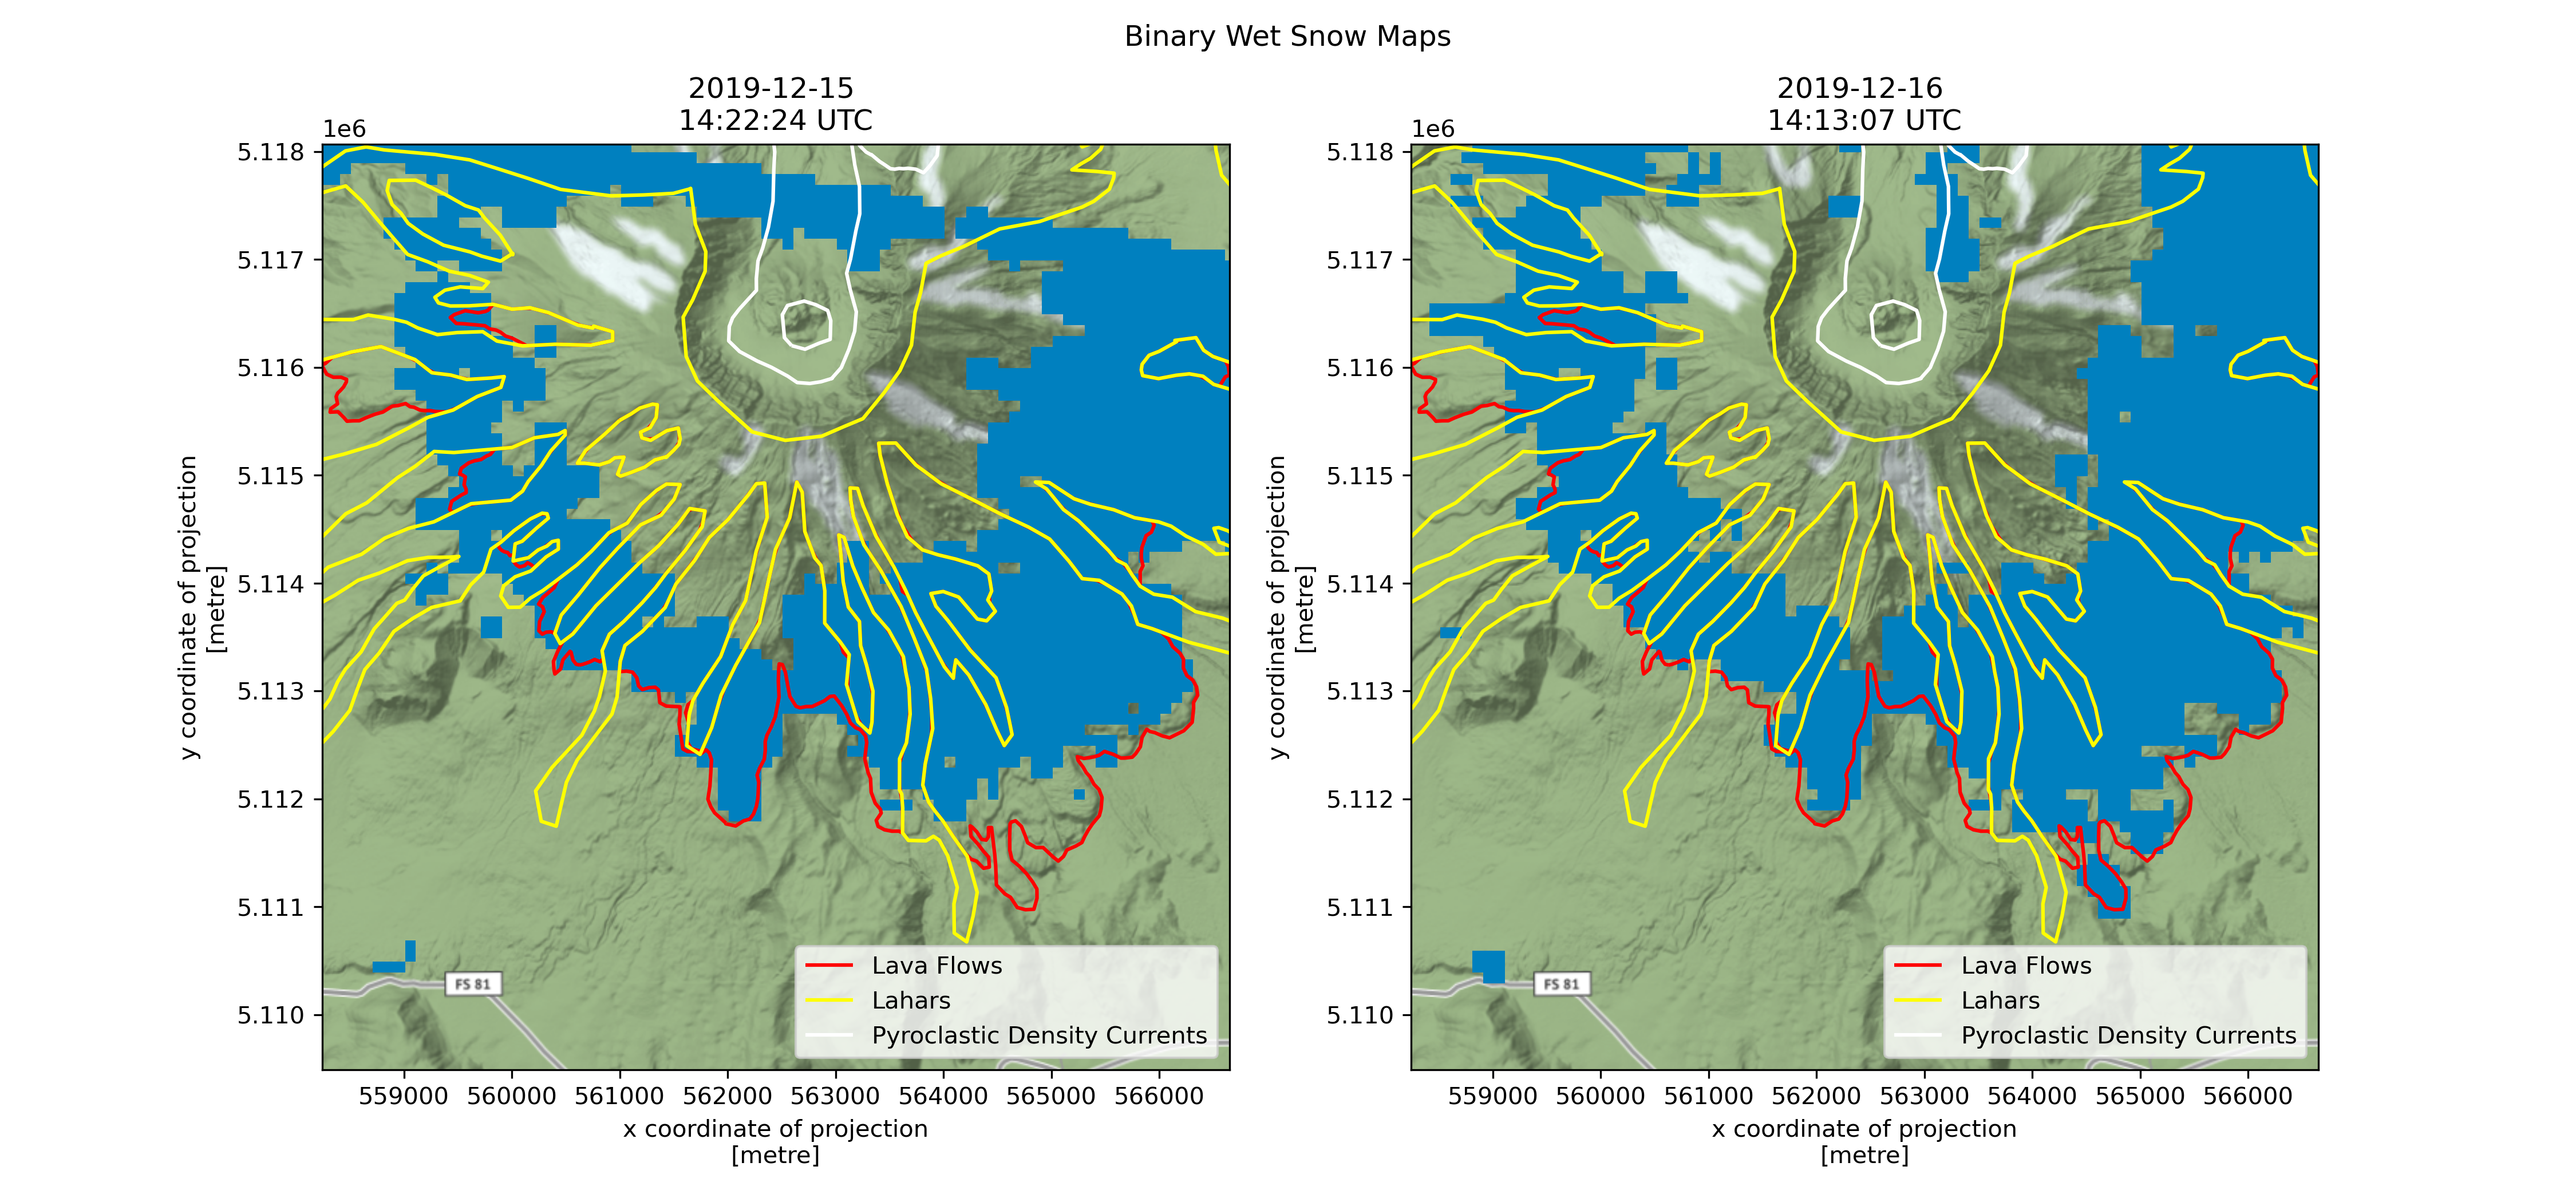 Binary Wet Snow Maps
2019-12-15
14:22:24 UTC
1e6
5.118
5.117
5.116
5.115
5.114
5.113
5.112
5.111
5.110
y coordinate of projection
[metre]
FS 81
Lava Flows
Lahars
Pyroclastic Density Currents
559000 560000 561000 562000 563000 564000 565000 566000
x coordinate of projection
[metre]
2019-12-16
14:13:07 UTC
1e6
5.118
5.117
5.116
5.115
5.114
5.113
5.112
5.111
5.110
y coordinate of projection
[metre]
FS 81
Lava Flows
Lahars
Pyroclastic Density Currents
559000 560000 561000 562000 563000 564000 565000 566000
x coordinate of projection
[metre]